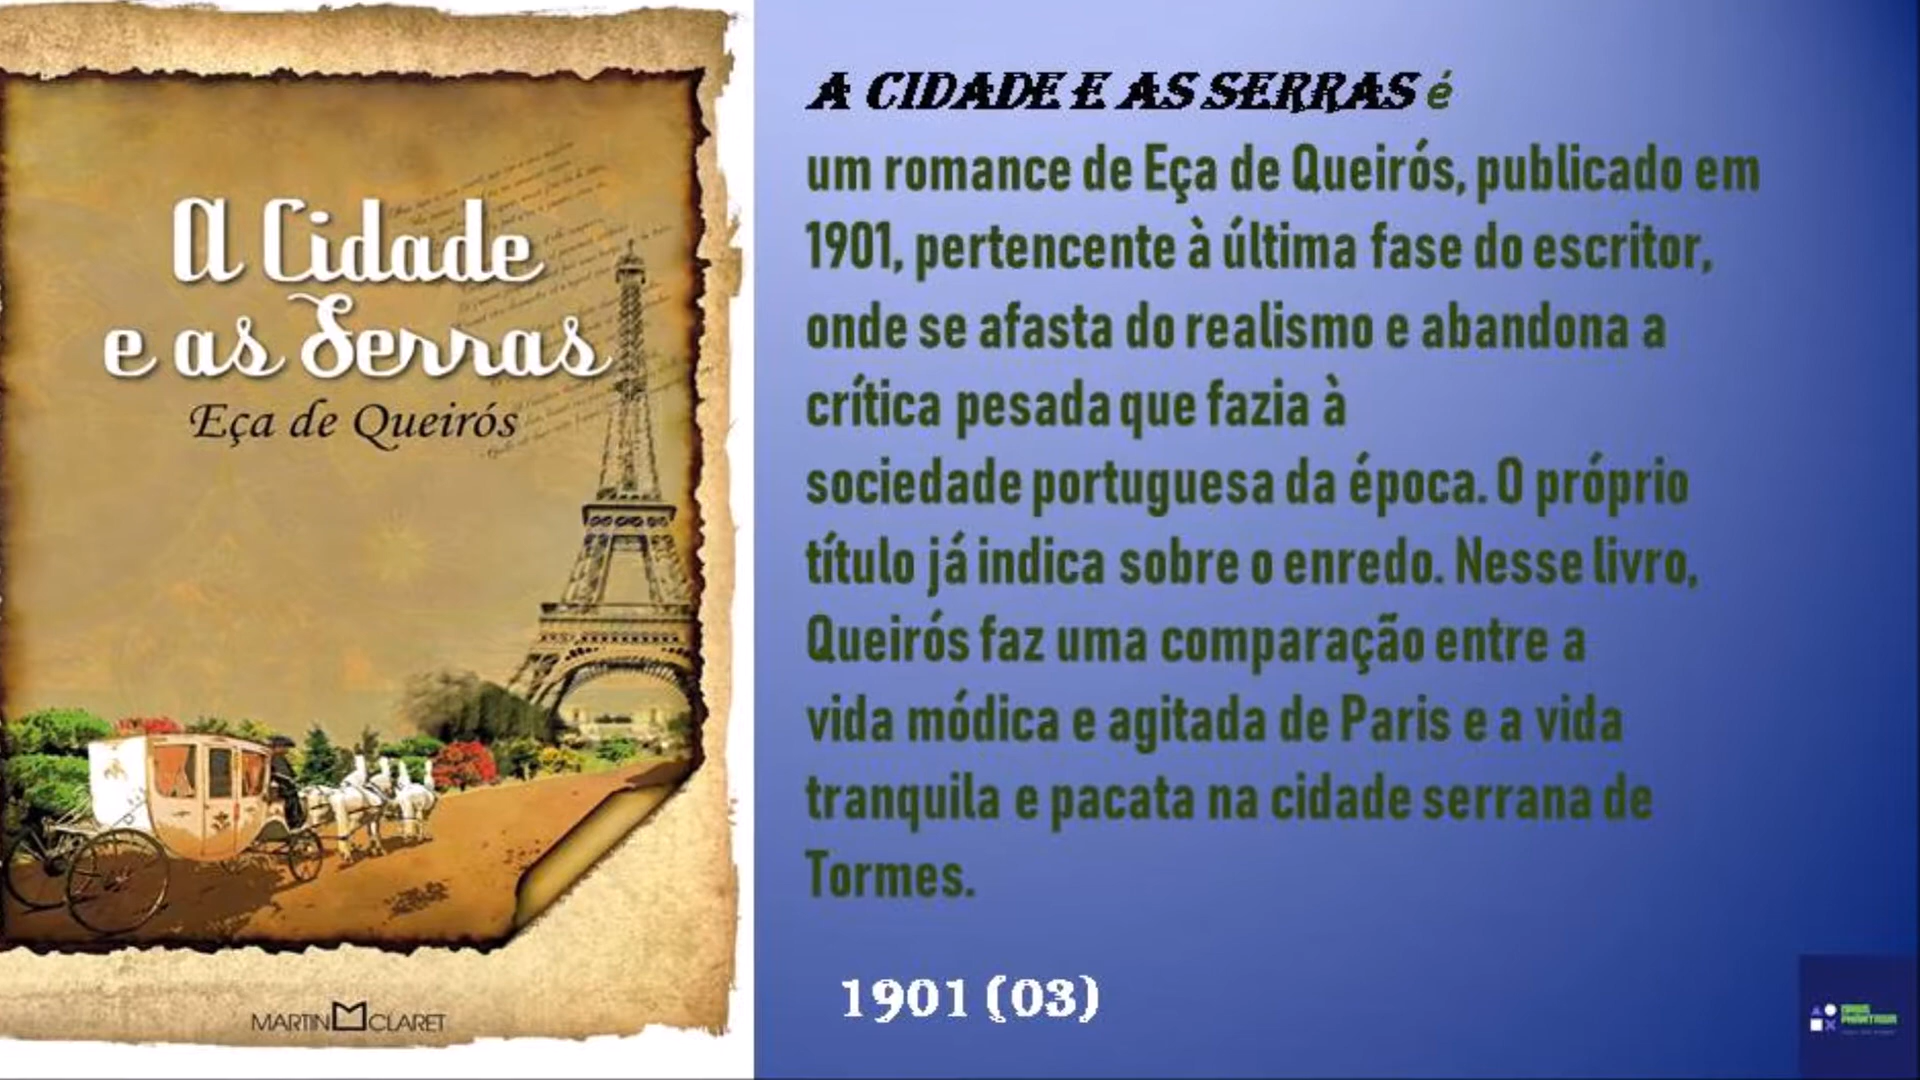 A Cidade
e as Serras
Eça de Queirós
MARTIN CLARET
A CIDADE E AS SERRAS é
um romance de Eça de Queirós, publicado em
1901, pertencente à última fase do escritor,
onde se afasta do realismo e abandona a
crítica pesada que fazia à
sociedade portuguesa da época. O próprio
título já indica sobre o enredo. Nesse livro,
Queirós faz uma comparação entre a
vida módica e agitada de Paris e a vida
tranquila e pacata na cidade serrana de
Tormes.
1901 (03)